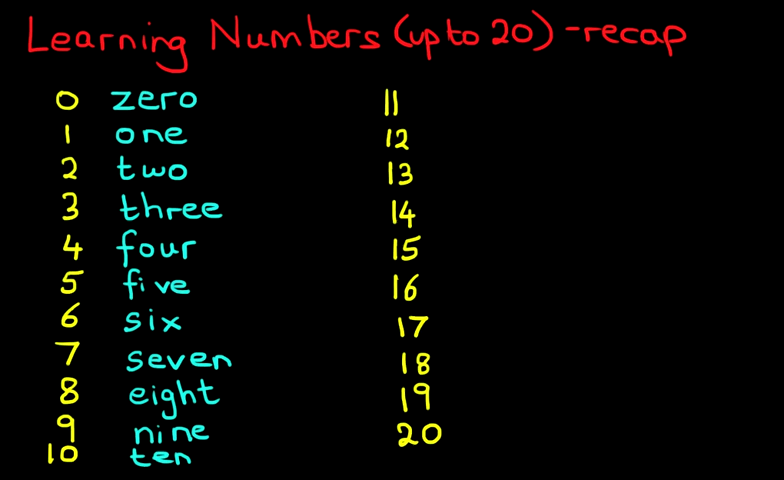 Learning Numbers (up to 20) - recap
0 zero
1 one
2 two
3 three
4 four
5 five
6 six
7 seven
8 eight
9 nine
10 ten
11
12
13
14
15
16
17
18
19
20